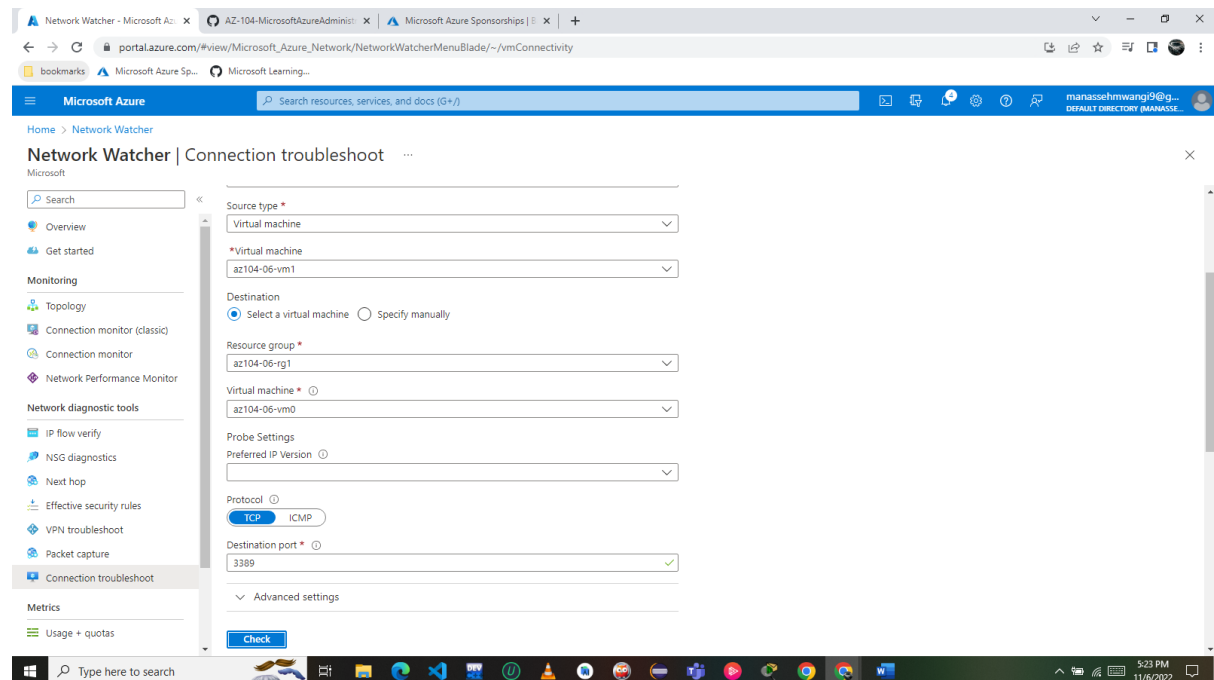 Network Watcher - Microsoft Az
AZ-104-MicrosoftAzureAdminist
Microsoft Azure Sponsorships | B
portal.azure.com/#view/Microsoft_Azure_Network/NetworkWatcherMenuBlade/~/vmConnectivity
bookmarks
Microsoft Azure Sp...
Microsoft Learning...
Microsoft Azure
Search resources, services, and docs (G+/)
4
manassehmwangi9@g...
DEFAULT DIRECTORY (MANASSE...
Home > Network Watcher
Network Watcher | Connection troubleshoot ...
Microsoft
Search
«
Overview
Get started
Monitoring
Topology
Connection monitor (classic)
Connection monitor
Network Performance Monitor
Network diagnostic tools
IP flow verify
NSG diagnostics
Next hop
Effective security rules
VPN troubleshoot
Packet capture
Connection troubleshoot
Metrics
Usage + quotas
Source type *
Virtual machine
*Virtual machine
az104-06-vm1
Destination
Select a virtual machine Specify manually
Resource group *
az104-06-rg1
Virtual machine *
az104-06-vm0
Probe Settings
Preferred IP Version
Protocol
TCP ICMP
Destination port *
3389
Advanced settings
Check
Type here to search
DEV
5:23 PM
11/6/2022